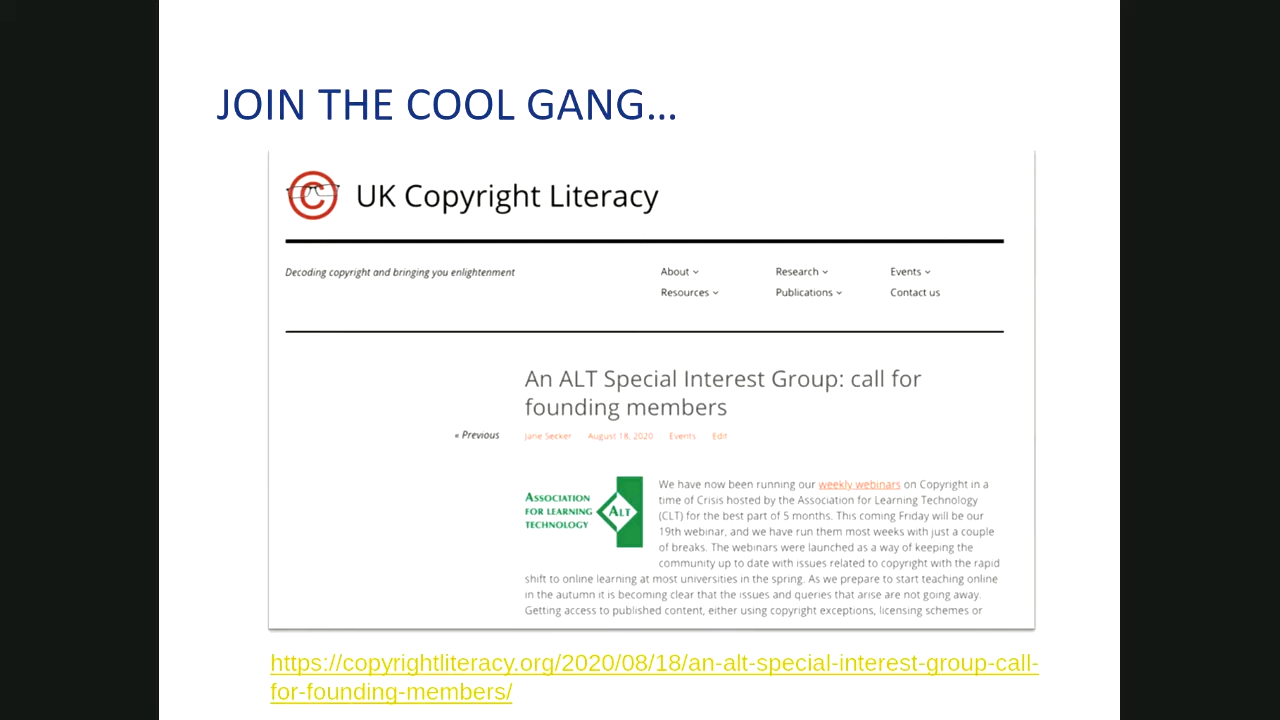 JOIN THE COOL GANG...
© UK Copyright Literacy
Decoding copyright and bringing you enlightenment
About Research Events
Resources Publications Contact us
An ALT Special Interest Group: call for
founding members
« Previous
Jane Secker August 18, 2020 Events Edit
ASSOCIATION
FOR LEARNING
TECHNOLOGY
ALT
We have now been running our weekly webinars on Copyright in a
time of Crisis hosted by the Association for Learning Technology
(CLT) for the best part of 5 months. This coming Friday will be our
19th webinar, and we have run them most weeks with just a couple
of breaks. The webinars were launched as a way of keeping the
community up to date with issues related to copyright with the rapid
shift to online learning at most universities in the spring. As we prepare to start teaching online
in the autumn it is becoming clear that the issues and queries that arise are not going away.
Getting access to published content, either using copyright exceptions, licensing schemes or
https://copyrightliteracy.org/2020/08/18/an-alt-special-interest-group-call-
for-founding-members/